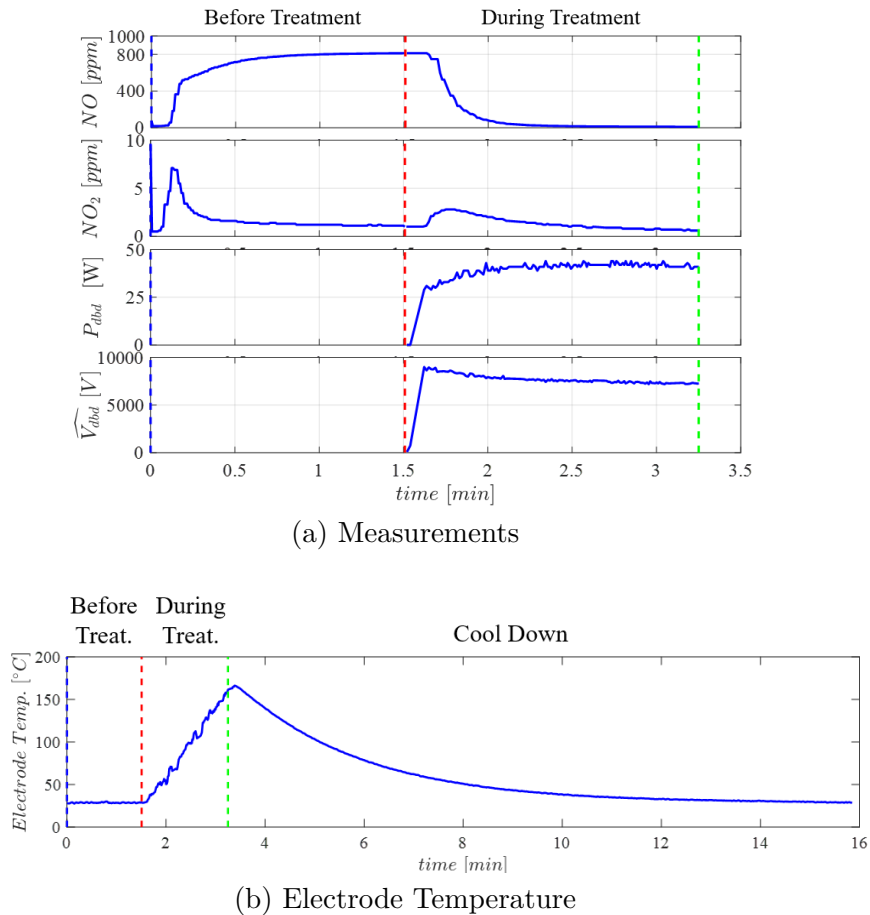 Before Treatment During Treatment
1000
800
400
0
NO [ppm]
10
5
0
NO₂ [ppm]
50
25
0
P_dbd [W]
10000
5000
0
V̂_dbd [V]
0 0.5 1 1.5 2 2.5 3 3.5
time [min]
(a) Measurements
Before During
Treat. Treat. Cool Down
200
150
100
50
0
Electrode Temp. [°C]
0 2 4 6 8 10 12 14 16
time [min]
(b) Electrode Temperature